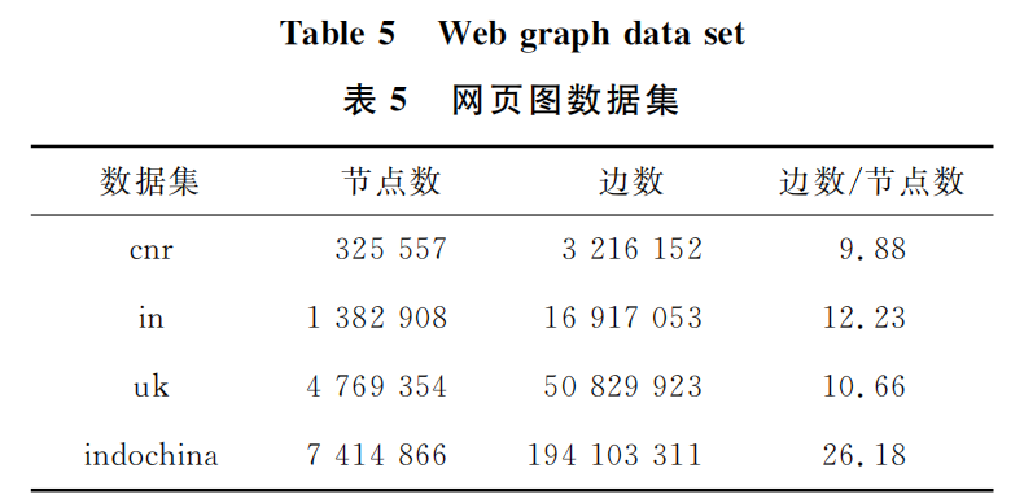 Table 5 Web graph data set
表 5 网页图数据集
数据集 节点数 边数 边数/节点数
cnr 325 557 3 216 152 9.88
in 1 382 908 16 917 053 12.23
uk 4 769 354 50 829 923 10.66
indochina 7 414 866 194 103 311 26.18